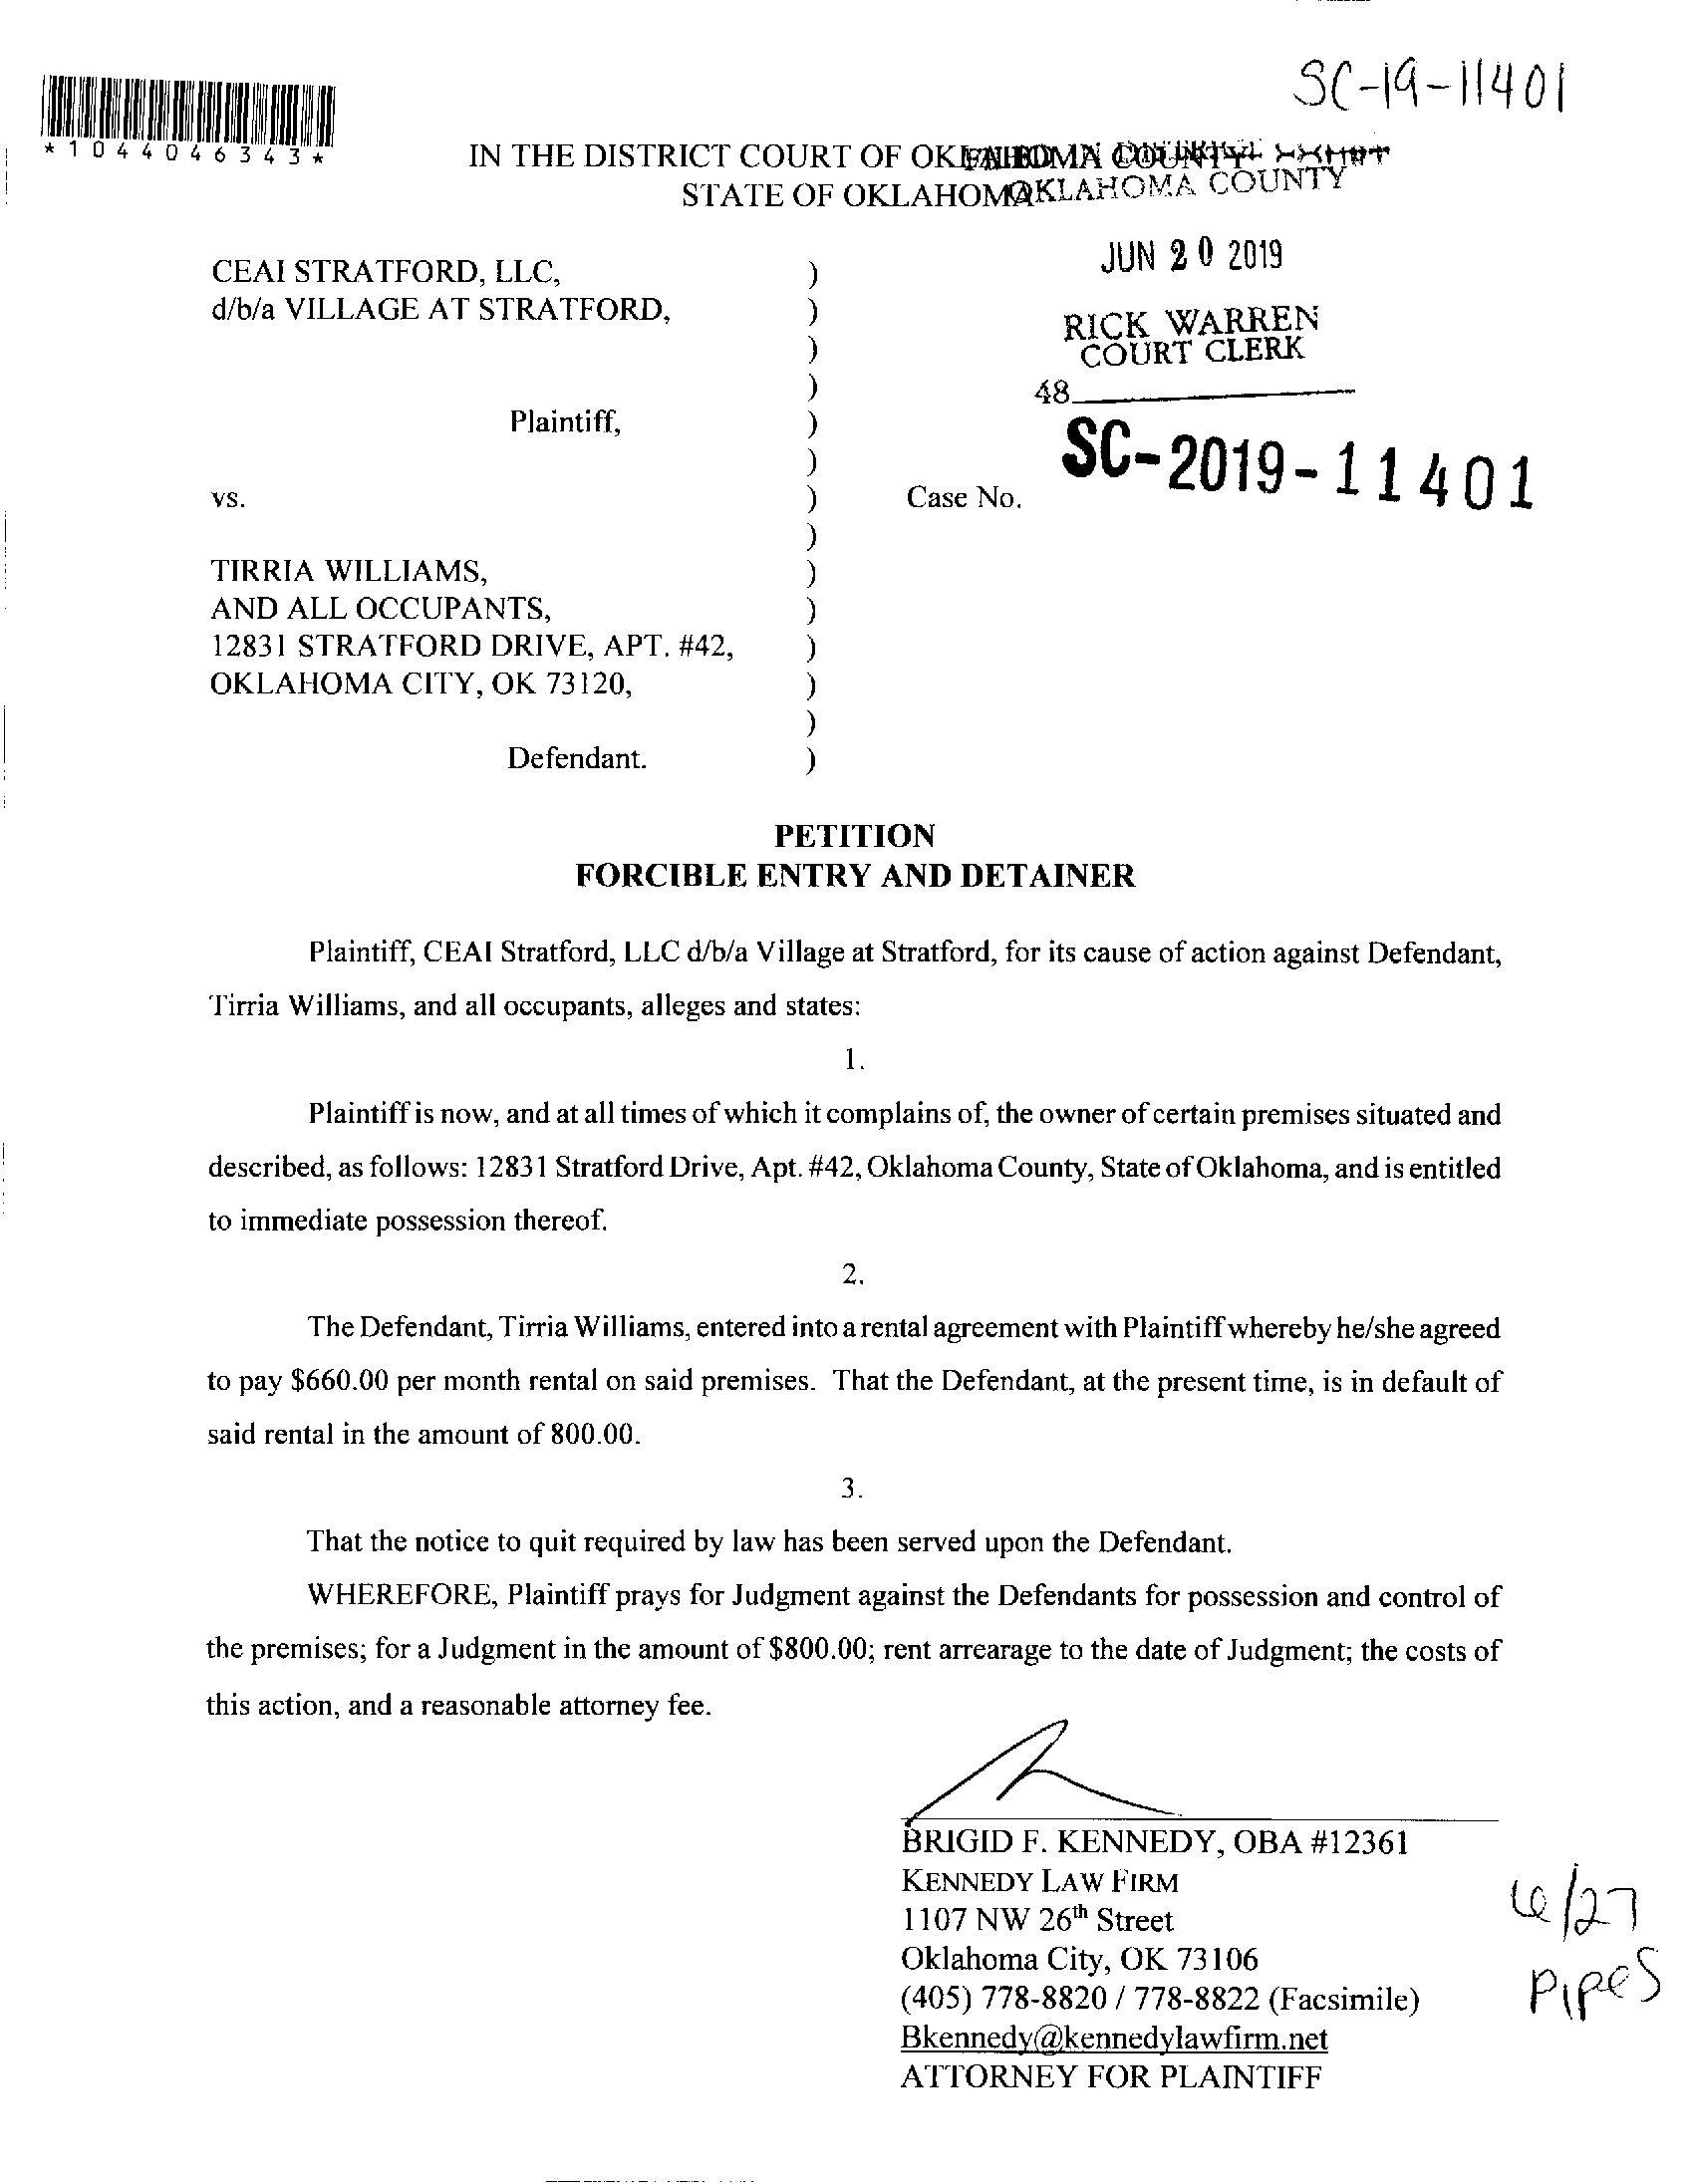 SC-19-11401
*1044046343*
IN THE DISTRICT COURT OF OKLAHOMA COUNTY
FILED IN DISTRICT COURT
STATE OF OKLAHOMA
OKLAHOMA COUNTY
CEAI STRATFORD, LLC, )
d/b/a VILLAGE AT STRATFORD, )
)
)
Plaintiff, )
)
vs. )
)
TIRRIA WILLIAMS, )
AND ALL OCCUPANTS, )
12831 STRATFORD DRIVE, APT. #42, )
OKLAHOMA CITY, OK 73120, )
)
Defendant. )
JUN 20 2019
RICK WARREN
COURT CLERK
48
Case No. SC-2019-11401
PETITION
FORCIBLE ENTRY AND DETAINER
Plaintiff, CEAI Stratford, LLC d/b/a Village at Stratford, for its cause of action against Defendant,
Tirria Williams, and all occupants, alleges and states:
1.
Plaintiff is now, and at all times of which it complains of, the owner of certain premises situated and
described, as follows: 12831 Stratford Drive, Apt. #42, Oklahoma County, State of Oklahoma, and is entitled
to immediate possession thereof.
2.
The Defendant, Tirria Williams, entered into a rental agreement with Plaintiff whereby he/she agreed
to pay $660.00 per month rental on said premises. That the Defendant, at the present time, is in default of
said rental in the amount of 800.00.
3.
That the notice to quit required by law has been served upon the Defendant.
WHEREFORE, Plaintiff prays for Judgment against the Defendants for possession and control of
the premises; for a Judgment in the amount of $800.00; rent arrearage to the date of Judgment; the costs of
this action, and a reasonable attorney fee.
BRIGID F. KENNEDY, OBA #12361
KENNEDY LAW FIRM
1107 NW 26th Street
Oklahoma City, OK 73106
(405) 778-8820 / 778-8822 (Facsimile)
Bkennedy@kennedylawfirm.net
ATTORNEY FOR PLAINTIFF
6/27
Pipes